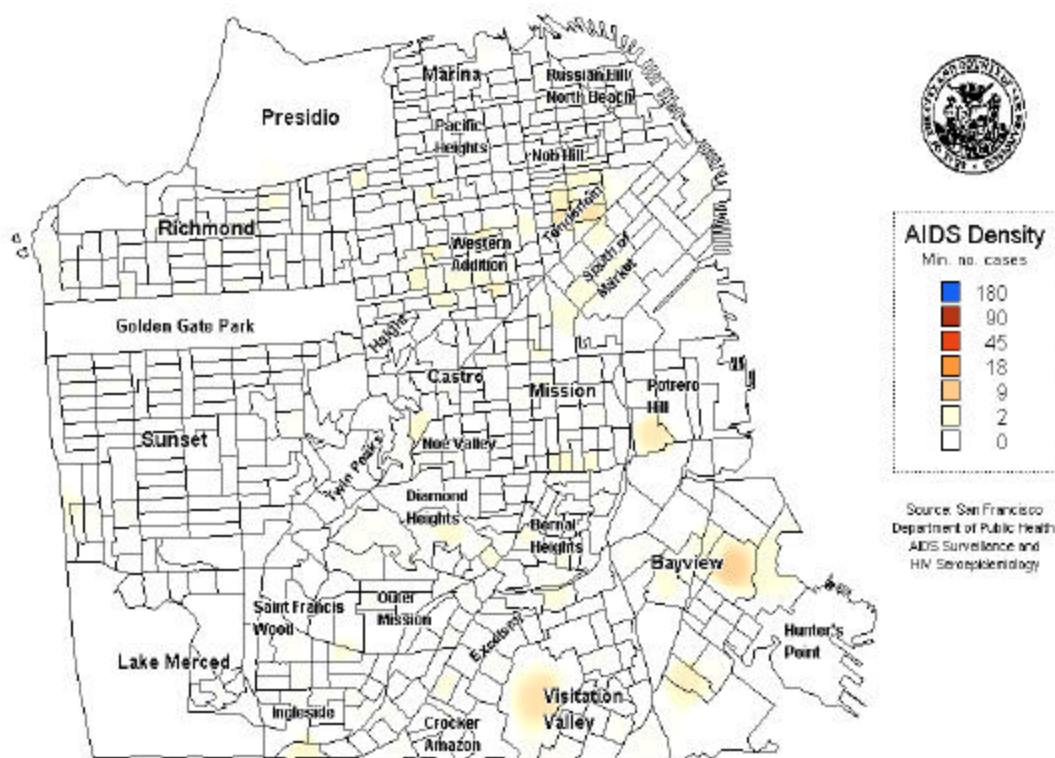 Marina
Russian Hill/
North Beach
Presidio
Pacific
Heights
Nob Hill
Tenderloin
Richmond
Western
Addition
South of
Market
Golden Gate Park
Haight
Castro
Mission
Potrero
Hill
Sunset
Noe Valley
Twin Peaks
Diamond
Heights
Bernal
Heights
Bayview
Saint Francis
Wood
Outer
Mission
Excelsior
Hunter's
Point
Lake Merced
Ingleside
Visitation
Valley
Crocker
Amazon
AIDS Density
Min. no. cases
180
90
45
18
9
2
0
Source: San Francisco
Department of Public Health
AIDS Surveillance and
HIV Seroepidemiology